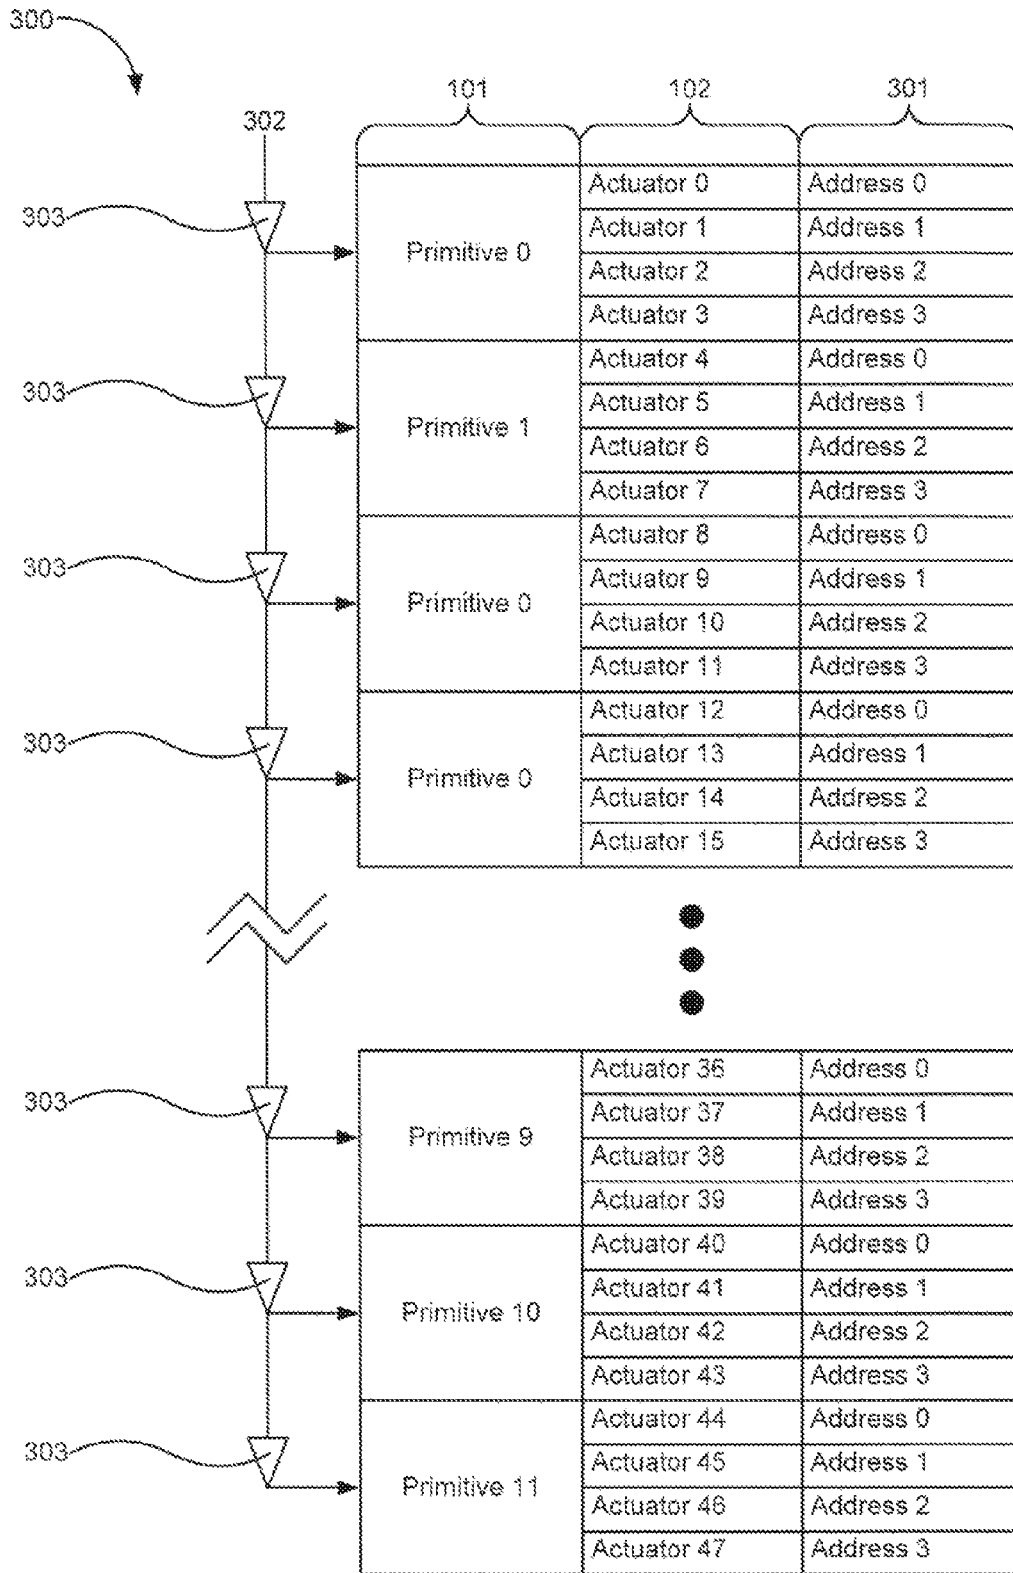 300
101 102 301
302
303
Primitive 0
Actuator 0 Address 0
Actuator 1 Address 1
Actuator 2 Address 2
Actuator 3 Address 3
303
Primitive 1
Actuator 4 Address 0
Actuator 5 Address 1
Actuator 6 Address 2
Actuator 7 Address 3
303
Primitive 0
Actuator 8 Address 0
Actuator 9 Address 1
Actuator 10 Address 2
Actuator 11 Address 3
303
Primitive 0
Actuator 12 Address 0
Actuator 13 Address 1
Actuator 14 Address 2
Actuator 15 Address 3
303
Primitive 9
Actuator 36 Address 0
Actuator 37 Address 1
Actuator 38 Address 2
Actuator 39 Address 3
303
Primitive 10
Actuator 40 Address 0
Actuator 41 Address 1
Actuator 42 Address 2
Actuator 43 Address 3
303
Primitive 11
Actuator 44 Address 0
Actuator 45 Address 1
Actuator 46 Address 2
Actuator 47 Address 3